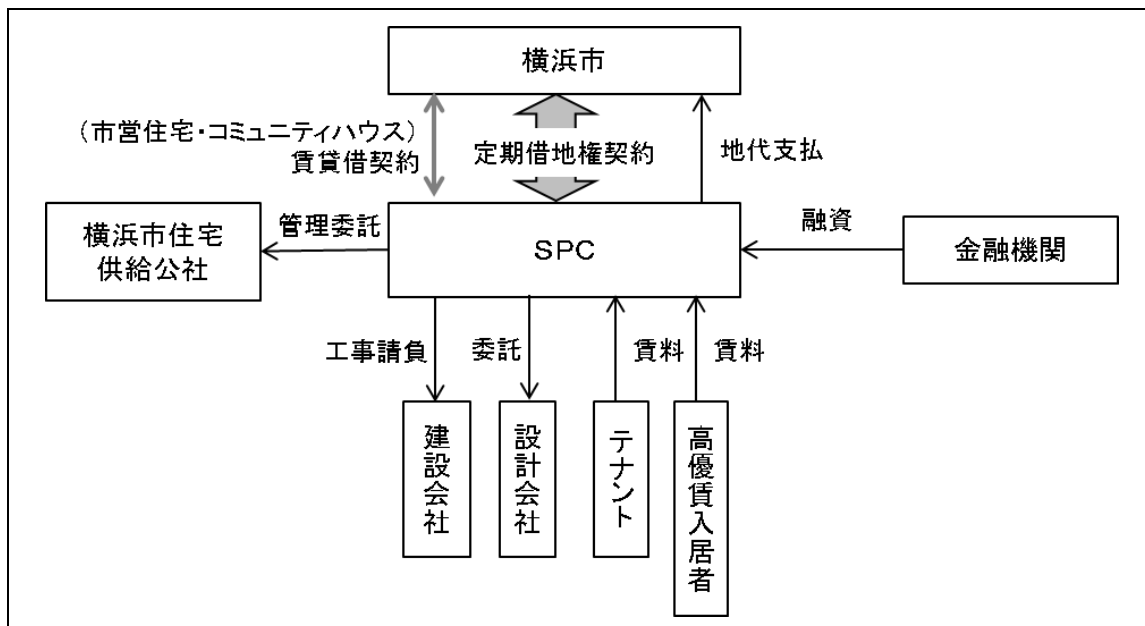 横浜市
(市営住宅・コミュニティハウス)
賃貸借契約
定期借地権契約
地代支払
横浜市住宅
供給公社
管理委託
SPC
融資
金融機関
工事請負
委託
賃料
賃料
建設会社
設計会社
テナント
高優賃入居者